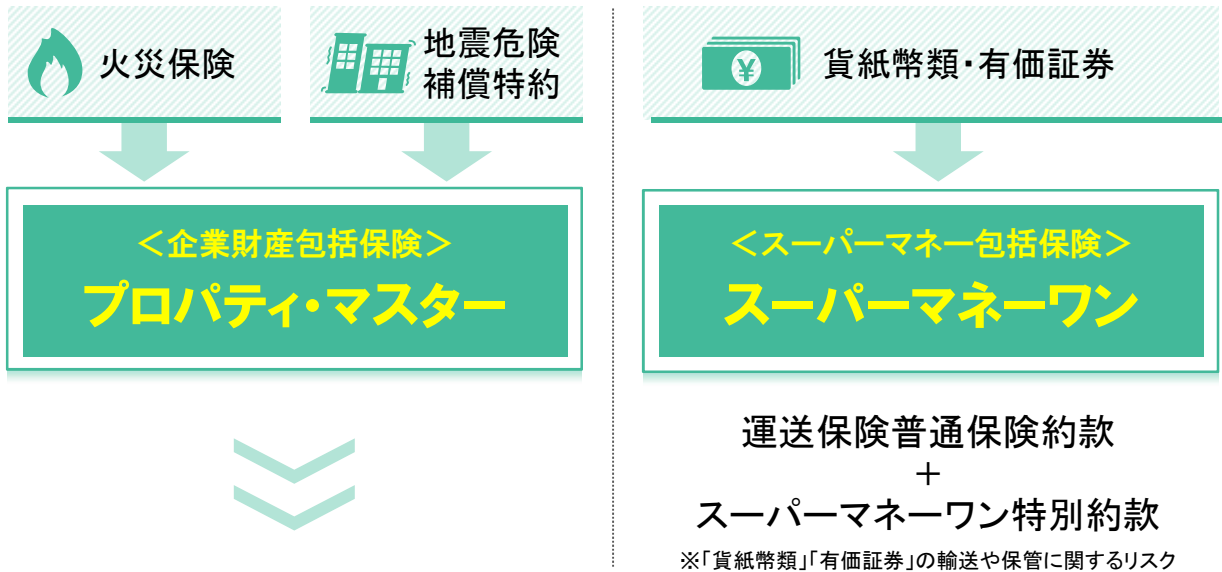 火災保険
地震危険
補償特約
＜企業財産包括保険＞
プロパティ・マスター
貨紙幣類・有価証券
¥
＜スーパーマネー包括保険＞
スーパーマネーワン
運送保険普通保険約款
＋
スーパーマネーワン特別約款
※「貨紙幣類」「有価証券」の輸送や保管に関するリスク